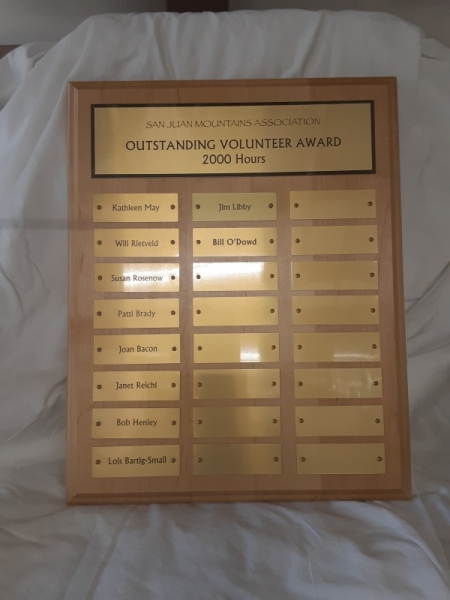 SAN JUAN MOUNTAINS ASSOCIATION
OUTSTANDING VOLUNTEER AWARD
2000 Hours
Kathleen May
Will Rietveld
Susan Rosenow
Patti Brady
Joan Bacon
Janet Reichl
Bob Henley
Lois Bartig-Small
Jim Libby
Bill O'Dowd